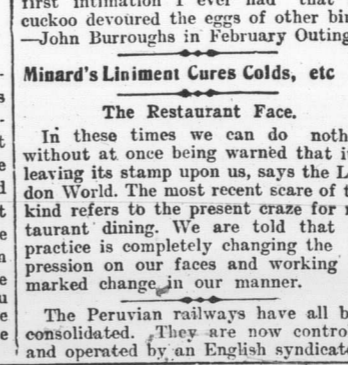 first intimation I ever had that
cuckoo devoured the eggs of other
—John Burroughs in February Outing
Minard's Liniment Cures Colds, etc
The Restaurant Face.
In these times we can do
without at once being warned that
leaving its stamp upon us, says the
don World. The most recent scare of
kind refers to the present craze for
taurant dining. We are told that
practice is completely changing the
pression on our faces and working
marked change in our manner.
The Peruvian railways have all
consolidated. They are now
and operated by an English